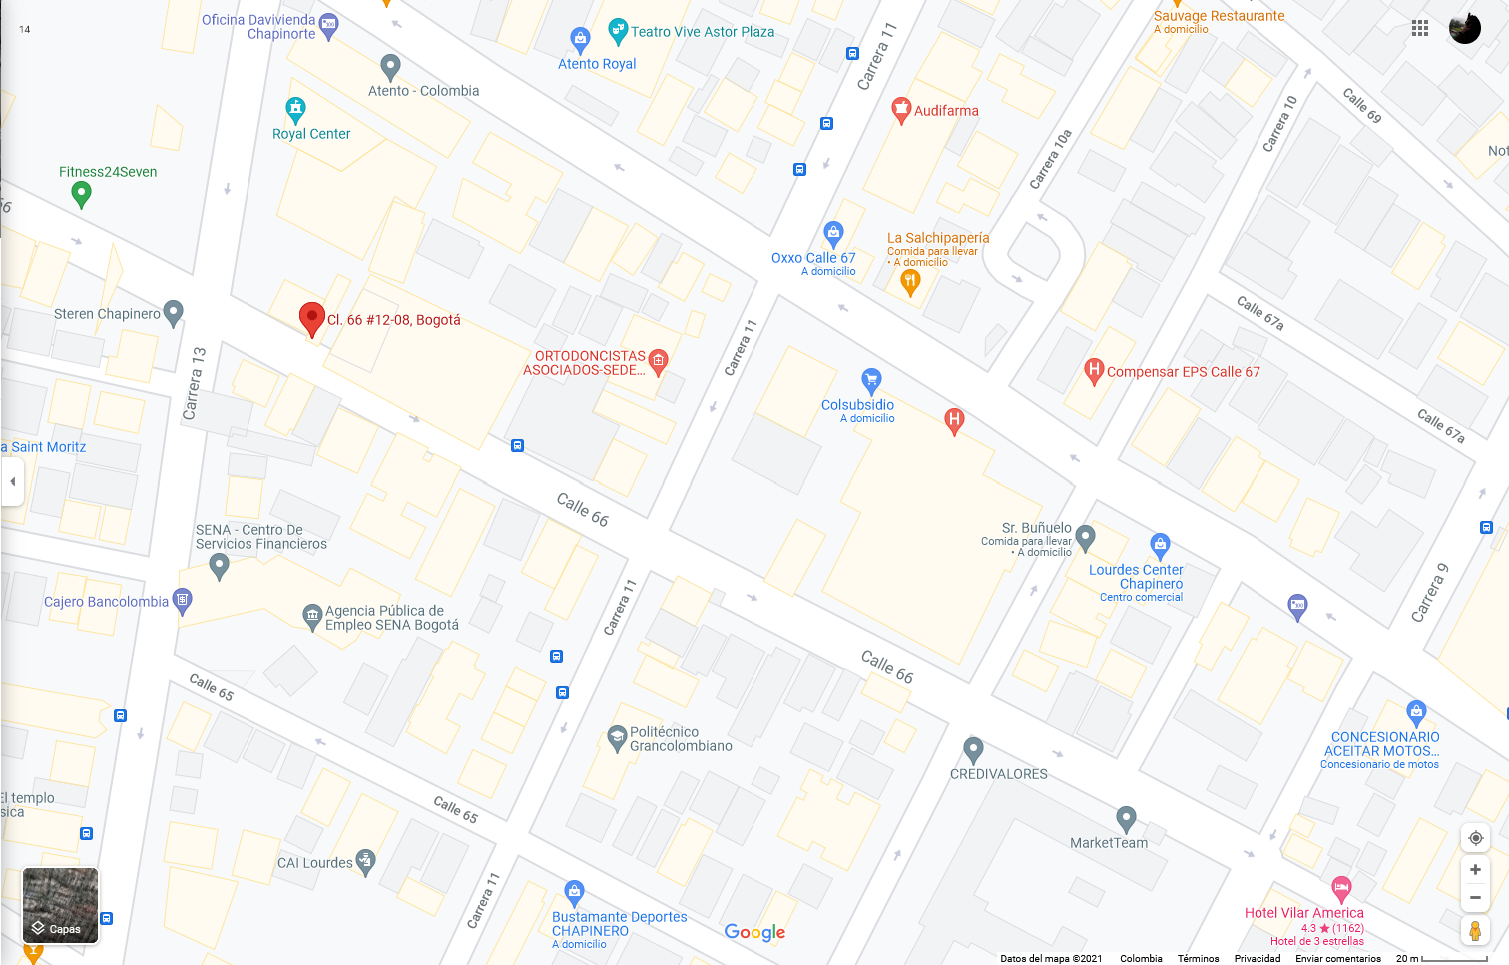 14
Oficina Davivienda
Chapinorte
Atento - Colombia
Royal Center
Atento Royal
Teatro Vive Astor Plaza
Carrera 11
Sauvage Restaurante
A domicilio
Audifarma
Carrera 10a
Carrera 10
Calle 69
Not
Fitness24Seven
66
Oxxo Calle 67
A domicilio
La Salchipapería
Comida para llevar
• A domicilio
Steren Chapinero
Cl. 66 #12-08, Bogotá
Carrera 13
ORTODONCISTAS
ASOCIADOS-SEDE...
Carrera 11
Calle 67a
Colsubsidio
A domicilio
Compensar EPS Calle 67
Calle 67a
a Saint Moritz
Calle 66
SENA - Centro De
Servicios Financieros
Sr. Buñuelo
Comida para llevar
• A domicilio
Lourdes Center
Chapinero
Centro comercial
Carrera 9
Cajero Bancolombia
Agencia Pública de
Empleo SENA Bogotá
Carrera 11
Calle 66
Calle 65
Politécnico
Grancolombiano
CREDIVALORES
CONCESIONARIO
ACEITAR MOTOS...
Concesionario de motos
El templo
sica
Calle 65
MarketTeam
CAI Lourdes
Carrera 11
Bustamante Deportes
CHAPINERO
A domicilio
Hotel Vilar America
4.3 ★ (1162)
Hotel de 3 estrellas
Capas
Google
Datos del mapa ©2021 Colombia Términos Privacidad Enviar comentarios 20 m